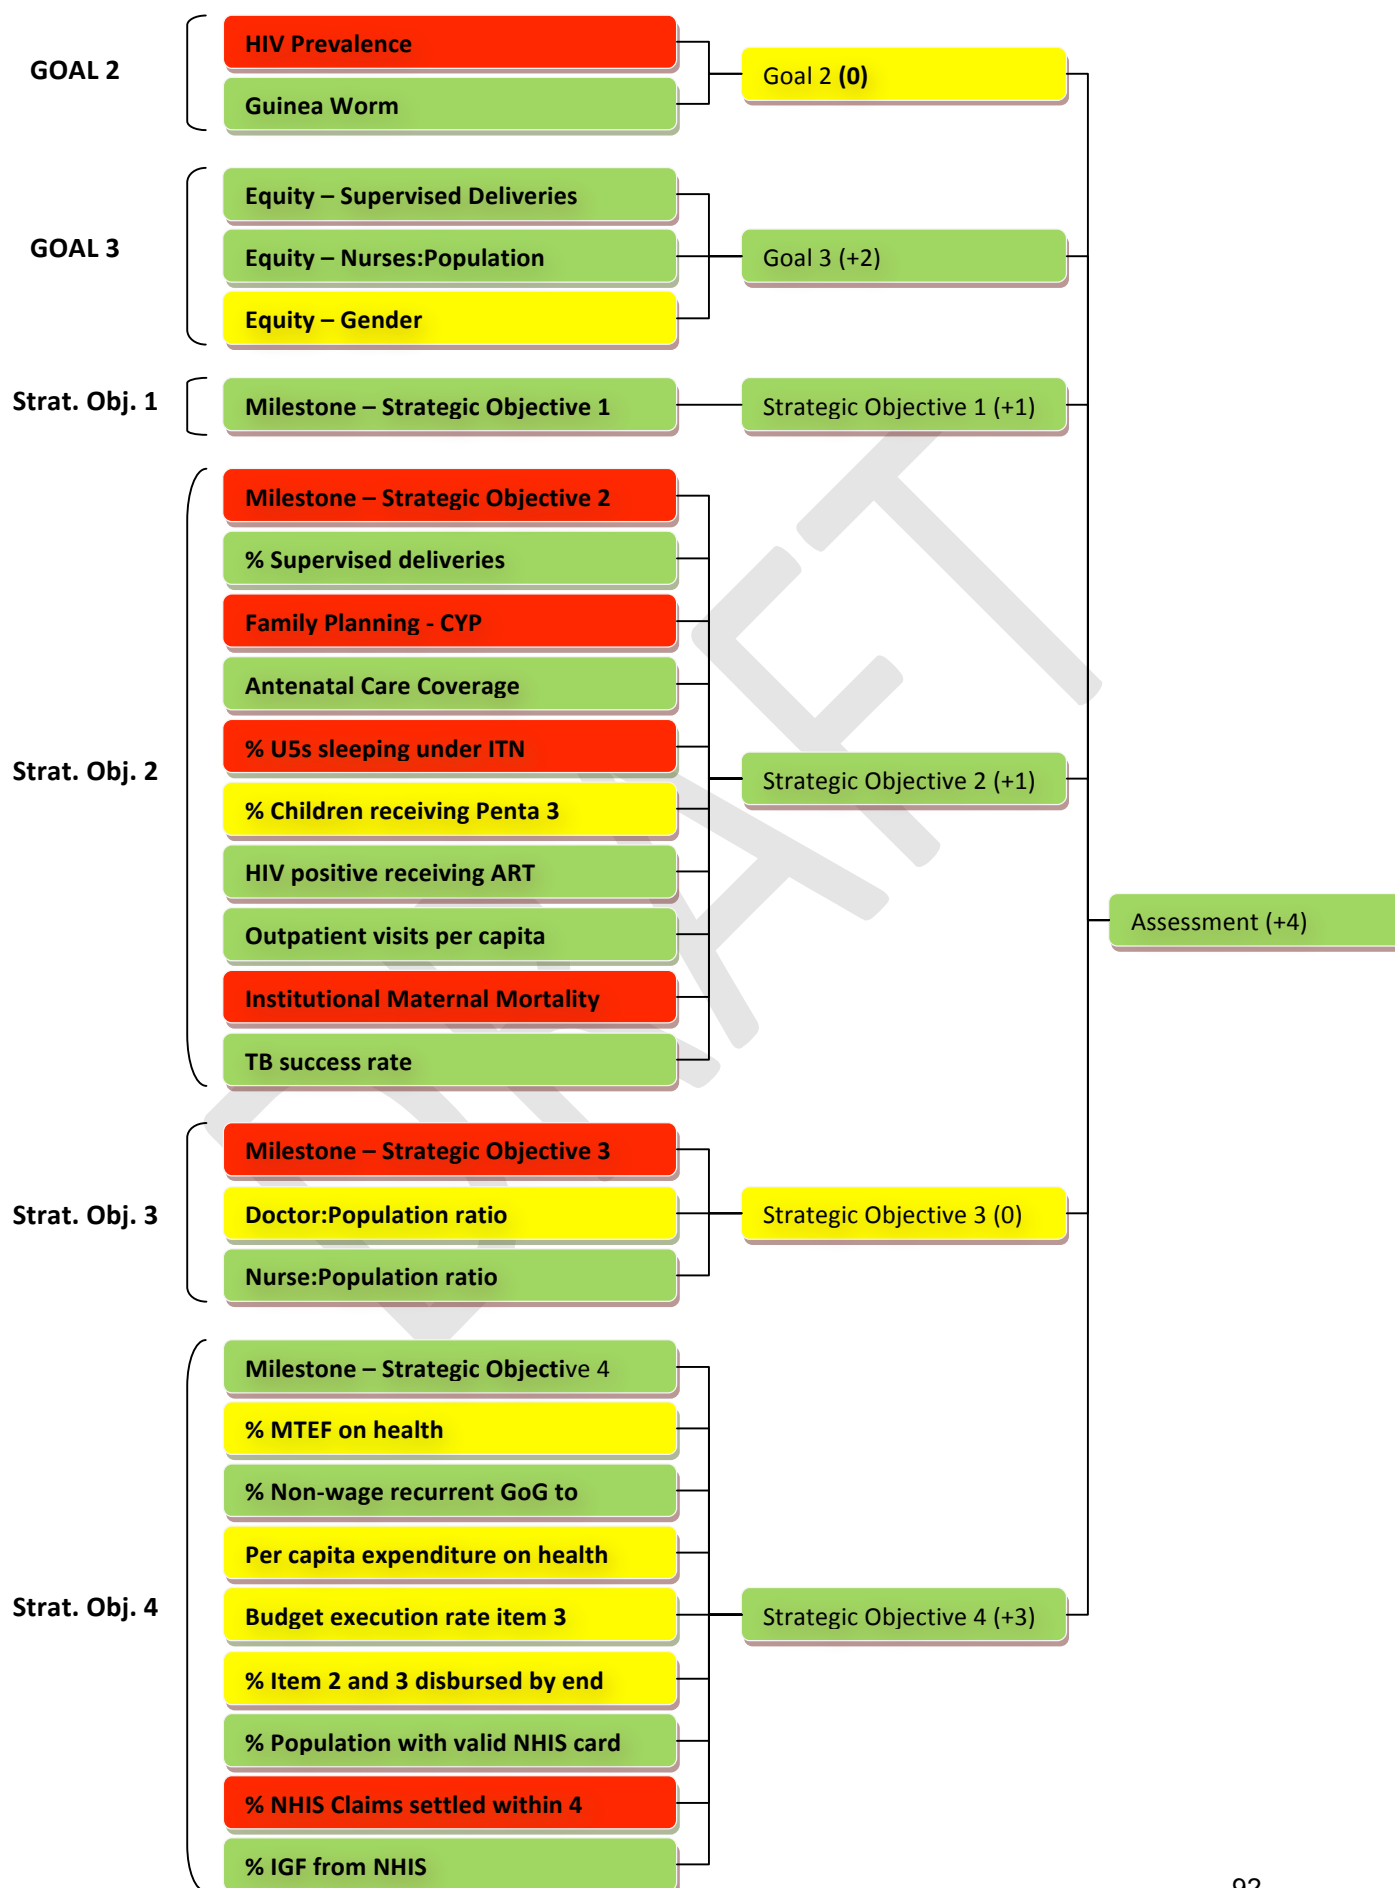 GOAL 2
HIV Prevalence
Guinea Worm
Goal 2 (0)
GOAL 3
Equity – Supervised Deliveries
Equity – Nurses:Population
Equity – Gender
Goal 3 (+2)
Strat. Obj. 1
Milestone – Strategic Objective 1
Strategic Objective 1 (+1)
Strat. Obj. 2
Milestone – Strategic Objective 2
% Supervised deliveries
Family Planning - CYP
Antenatal Care Coverage
% U5s sleeping under ITN
% Children receiving Penta 3
HIV positive receiving ART
Outpatient visits per capita
Institutional Maternal Mortality
TB success rate
Strategic Objective 2 (+1)
Assessment (+4)
Strat. Obj. 3
Milestone – Strategic Objective 3
Doctor:Population ratio
Nurse:Population ratio
Strategic Objective 3 (0)
Strat. Obj. 4
Milestone – Strategic Objective 4
% MTEF on health
% Non-wage recurrent GoG to
Per capita expenditure on health
Budget execution rate item 3
% Item 2 and 3 disbursed by end
% Population with valid NHIS card
% NHIS Claims settled within 4
% IGF from NHIS
Strategic Objective 4 (+3)
DRAFT
92